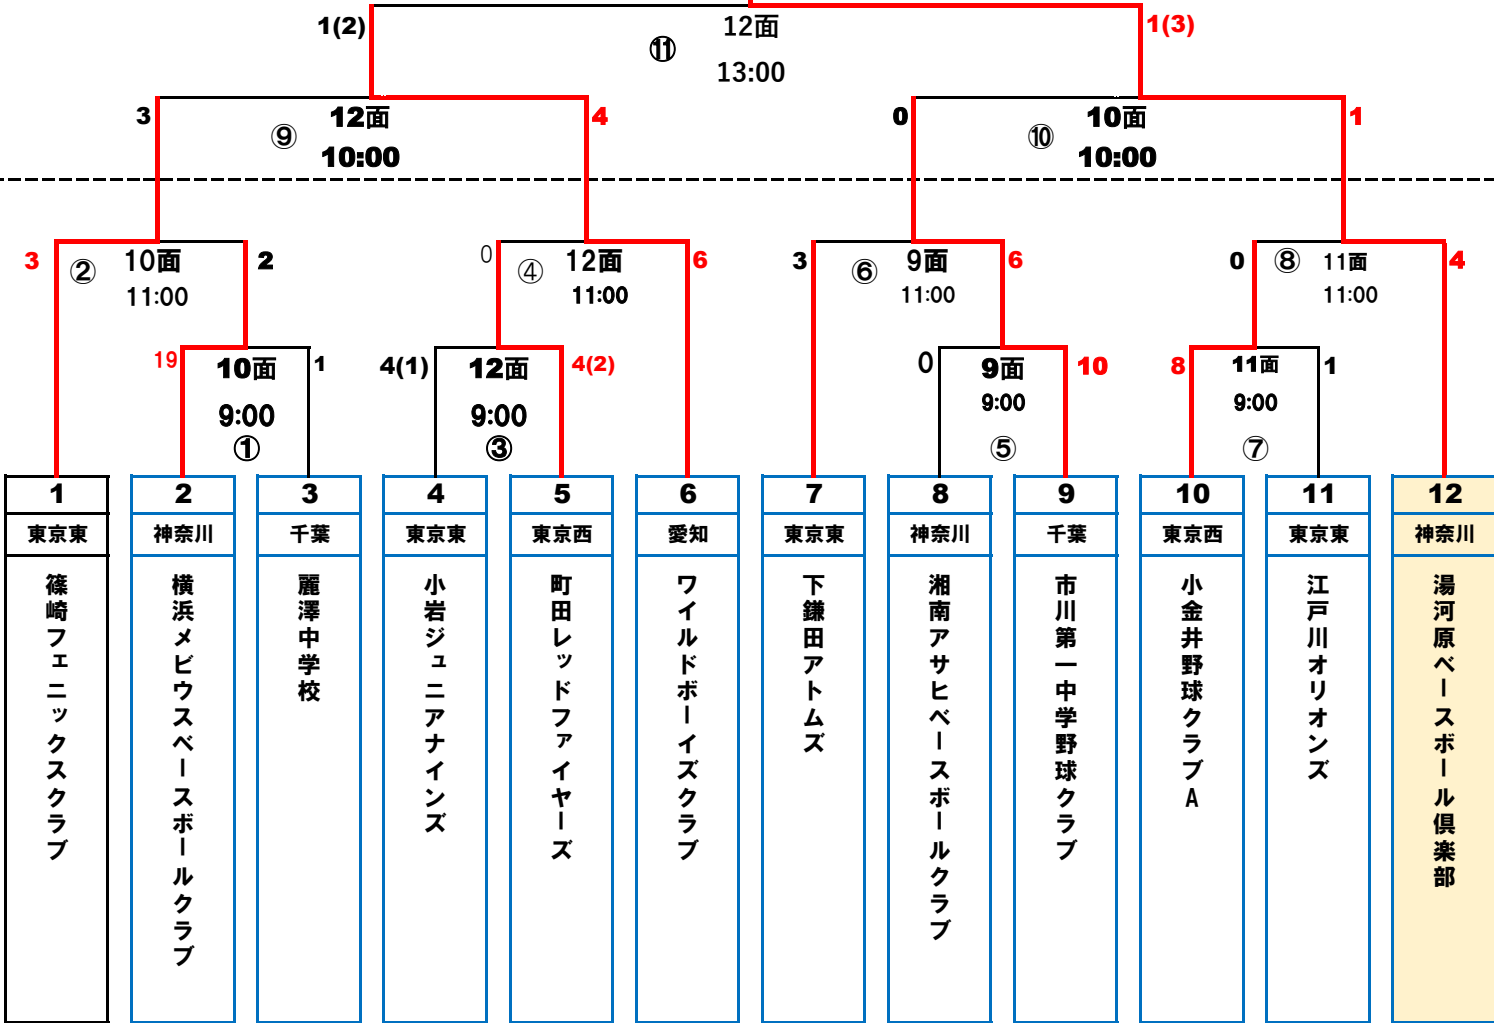 1(2)
12面
1(3)
⑪
13:00
3
12面
4
0
10面
1
⑨
⑩
10:00
10:00
3
②
10面
2
0
④
12面
6
3
⑥
9面
6
0
⑧
11面
4
11:00
11:00
11:00
11:00
19
10面
1
4(1)
12面
4(2)
0
9面
10
8
11面
1
9:00
9:00
9:00
9:00
①
③
⑤
⑦
1
2
3
4
5
6
7
8
9
10
11
12
東京東
神奈川
千葉
東京東
東京西
愛知
東京東
神奈川
千葉
東京西
東京東
神奈川
篠崎フェニックスクラブ
横浜メビウスベースボールクラブ
麗澤中学校
小岩ジュニアナインズ
町田レッドファイヤーズ
ワイルドボーイズクラブ
下鎌田アトムズ
湘南アサヒベースボールクラブ
市川第一中学野球クラブ
小金井野球クラブA
江戸川オリオンズ
湯河原ベースボール倶楽部